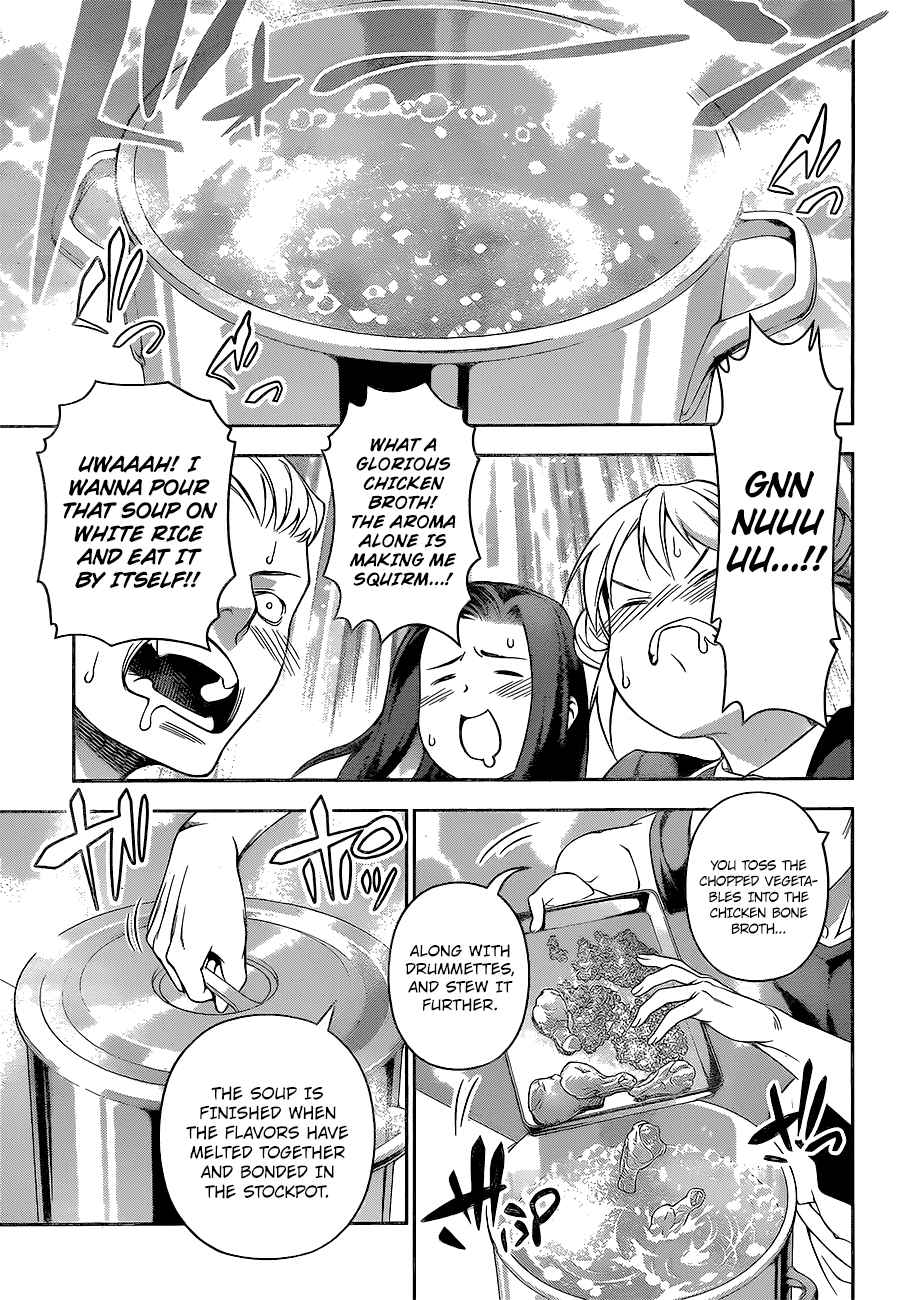 GNN
NUUU
UU...!!
WHAT A
GLORIOUS
CHICKEN
BROTH!
THE AROMA
ALONE IS
MAKING ME
SQUIRM...!
UWAAAH! I
WANNA POUR
THAT SOUP ON
WHITE RICE
AND EAT IT
BY ITSELF!!
YOU TOSS THE
CHOPPED VEGETA-
BLES INTO THE
CHICKEN BONE
BROTH...
ALONG WITH
DRUMMETTES,
AND STEW IT
FURTHER.
THE SOUP IS
FINISHED WHEN
THE FLAVORS HAVE
MELTED TOGETHER
AND BONDED IN
THE STOCKPOT.